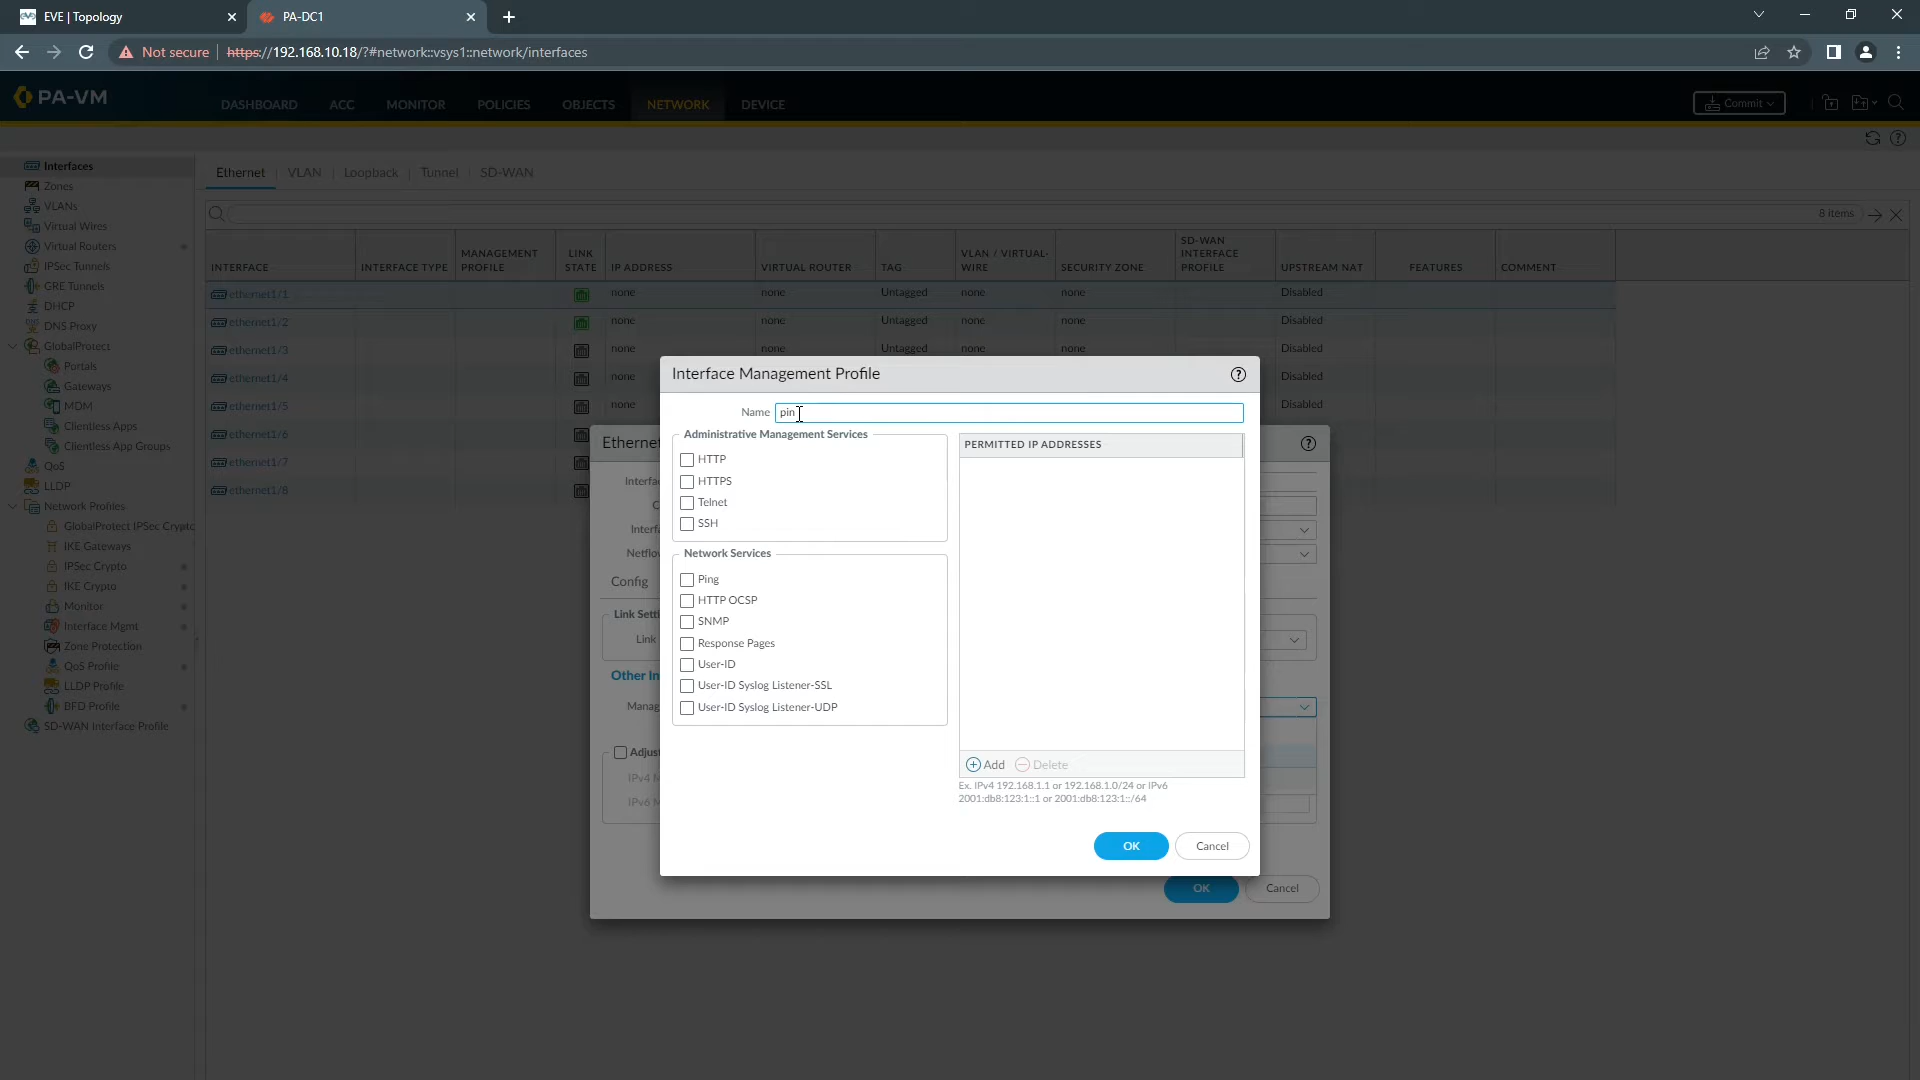 EVE | Topology
PA-DC1
Not secure
https://192.168.10.18/?#network::vsys1::network/interfaces
PA-VM
DASHBOARD
ACC
MONITOR
POLICIES
OBJECTS
NETWORK
DEVICE
Commit
Interfaces
Zones
VLANs
Virtual Wires
Virtual Routers
IPSec Tunnels
GRE Tunnels
DHCP
DNS Proxy
GlobalProtect
Portals
Gateways
MDM
Clientless Apps
Clientless App Groups
QoS
LLDP
Network Profiles
GlobalProtect IPSec Crypto
IKE Gateways
IPSec Crypto
IKE Crypto
Monitor
Interface Mgmt
Zone Protection
QoS Profile
LLDP Profile
BFD Profile
SD-WAN Interface Profile
Ethernet
VLAN
Loopback
Tunnel
SD-WAN
8 items
INTERFACE
INTERFACE TYPE
MANAGEMENT PROFILE
LINK STATE
IP ADDRESS
VIRTUAL ROUTER
TAG
VLAN / VIRTUAL-WIRE
SECURITY ZONE
SD-WAN INTERFACE PROFILE
UPSTREAM NAT
FEATURES
COMMENT
ethernet1/1 none none Untagged none none Disabled
ethernet1/2 none none Untagged none none Disabled
ethernet1/3 none none Untagged none none Disabled
ethernet1/4 none Disabled
ethernet1/5 none Disabled
ethernet1/6
ethernet1/7
ethernet1/8
Interface Management Profile
Name pin
Administrative Management Services
HTTP
HTTPS
Telnet
SSH
Network Services
Ping
HTTP OCSP
SNMP
Response Pages
User-ID
User-ID Syslog Listener-SSL
User-ID Syslog Listener-UDP
PERMITTED IP ADDRESSES
Add
Delete
Ex. IPv4 192.168.1.1 or 192.168.1.0/24 or IPv6
2001:db8:123:1::1 or 2001:db8:123:1::/64
OK
Cancel
Ethernet
Interfa
C
Interf
Netflow
Config
Link Setti
Link
Other In
Manag
Adjust
IPv4 M
IPv6 M
OK
Cancel